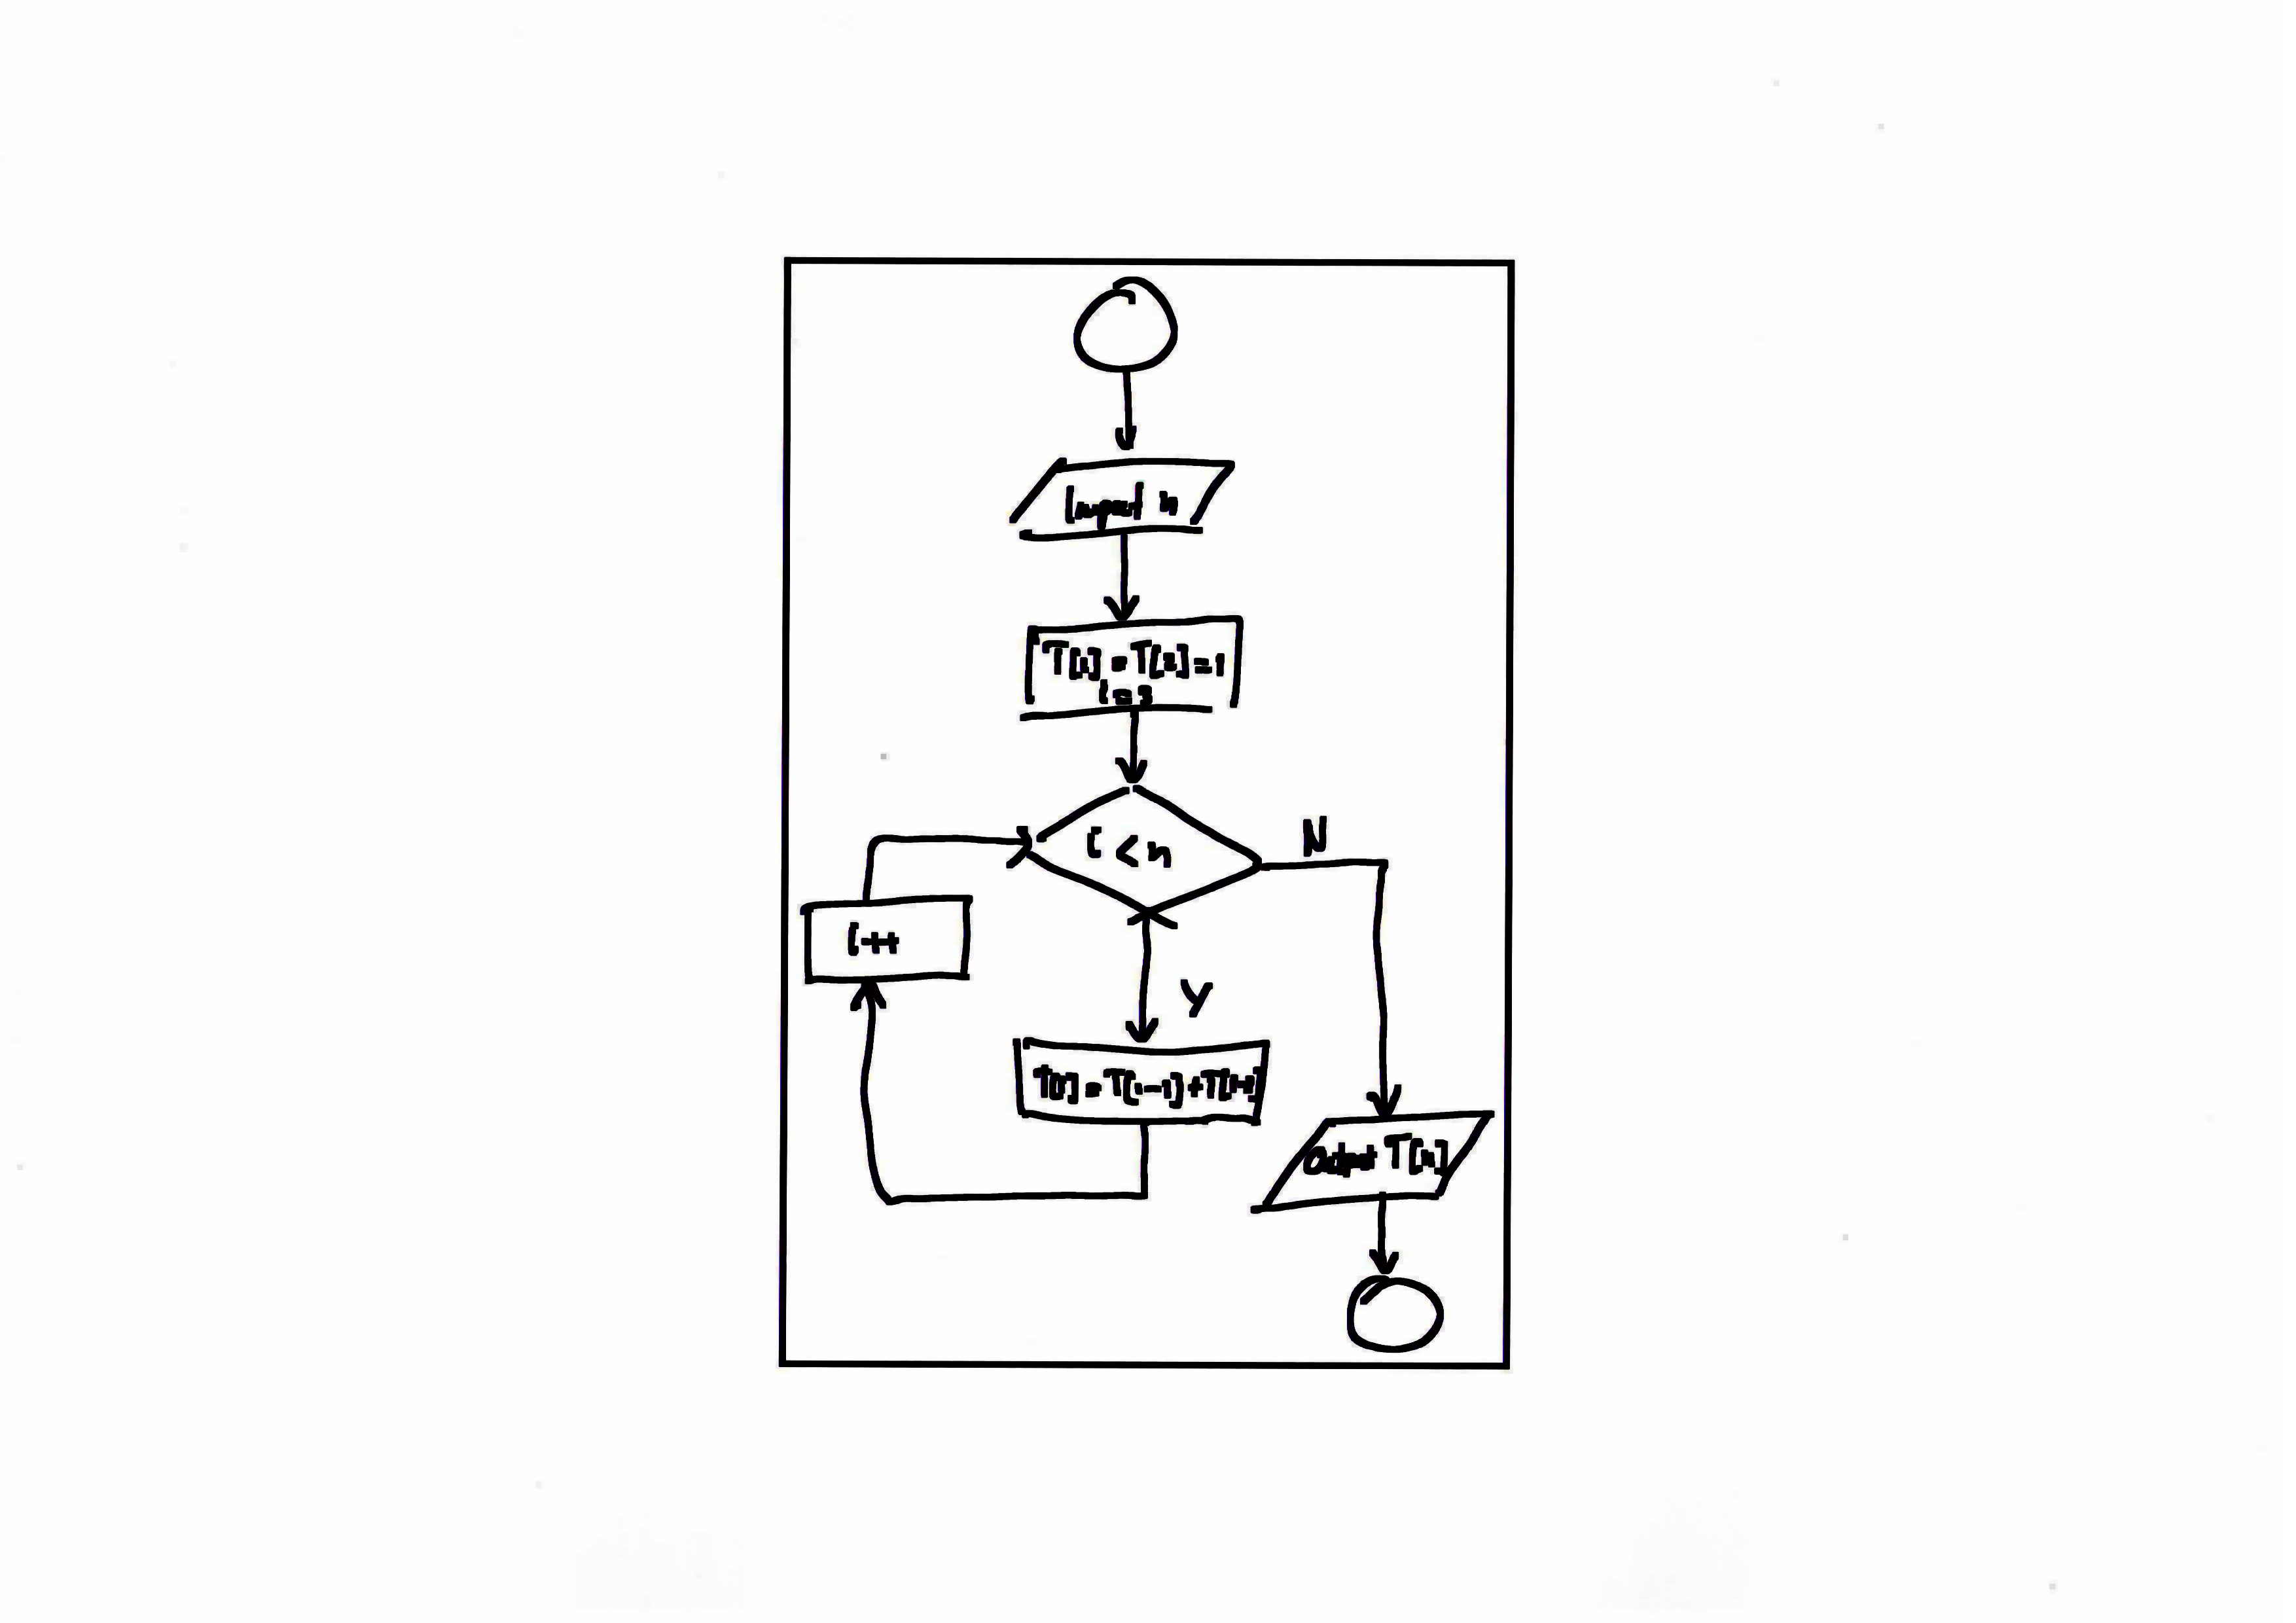 Input n
T[1] = T[2] = 1
i = 3
i < n
N
i++
Y
T[i] = T[i-1] + T[i-2]
Output T[n]